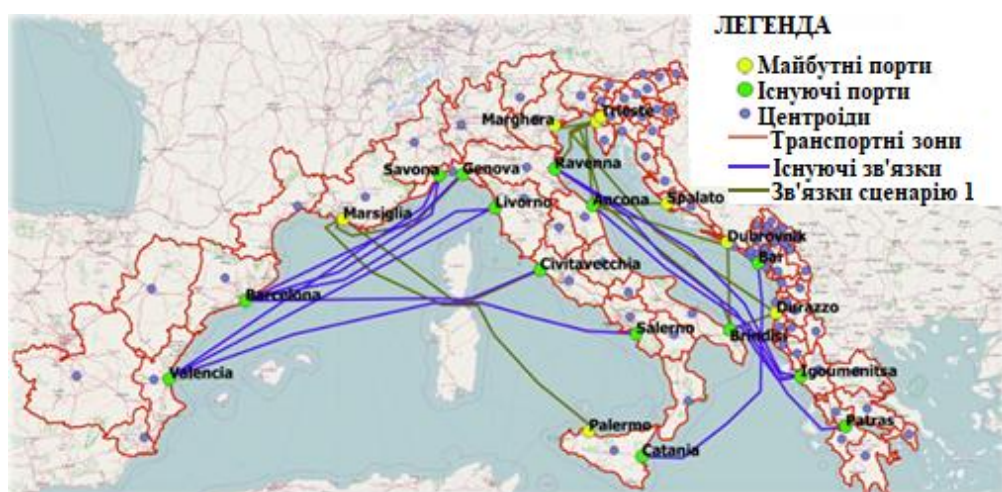 ЛЕГЕНДА
Майбутні порти
Існуючі порти
Центроїди
Транспортні зони
Існуючі зв'язки
Зв'язки сценарію 1
Trieste
Marghera
Ravenna
Savona
Genova
Livorno
Ancona
Spalato
Marsiglia
Dubrovnik
Bar
Civitavecchia
Barcelona
Durazzo
Salerno
Brindisi
Valencia
Igoumenitsa
Palermo
Patras
Catania